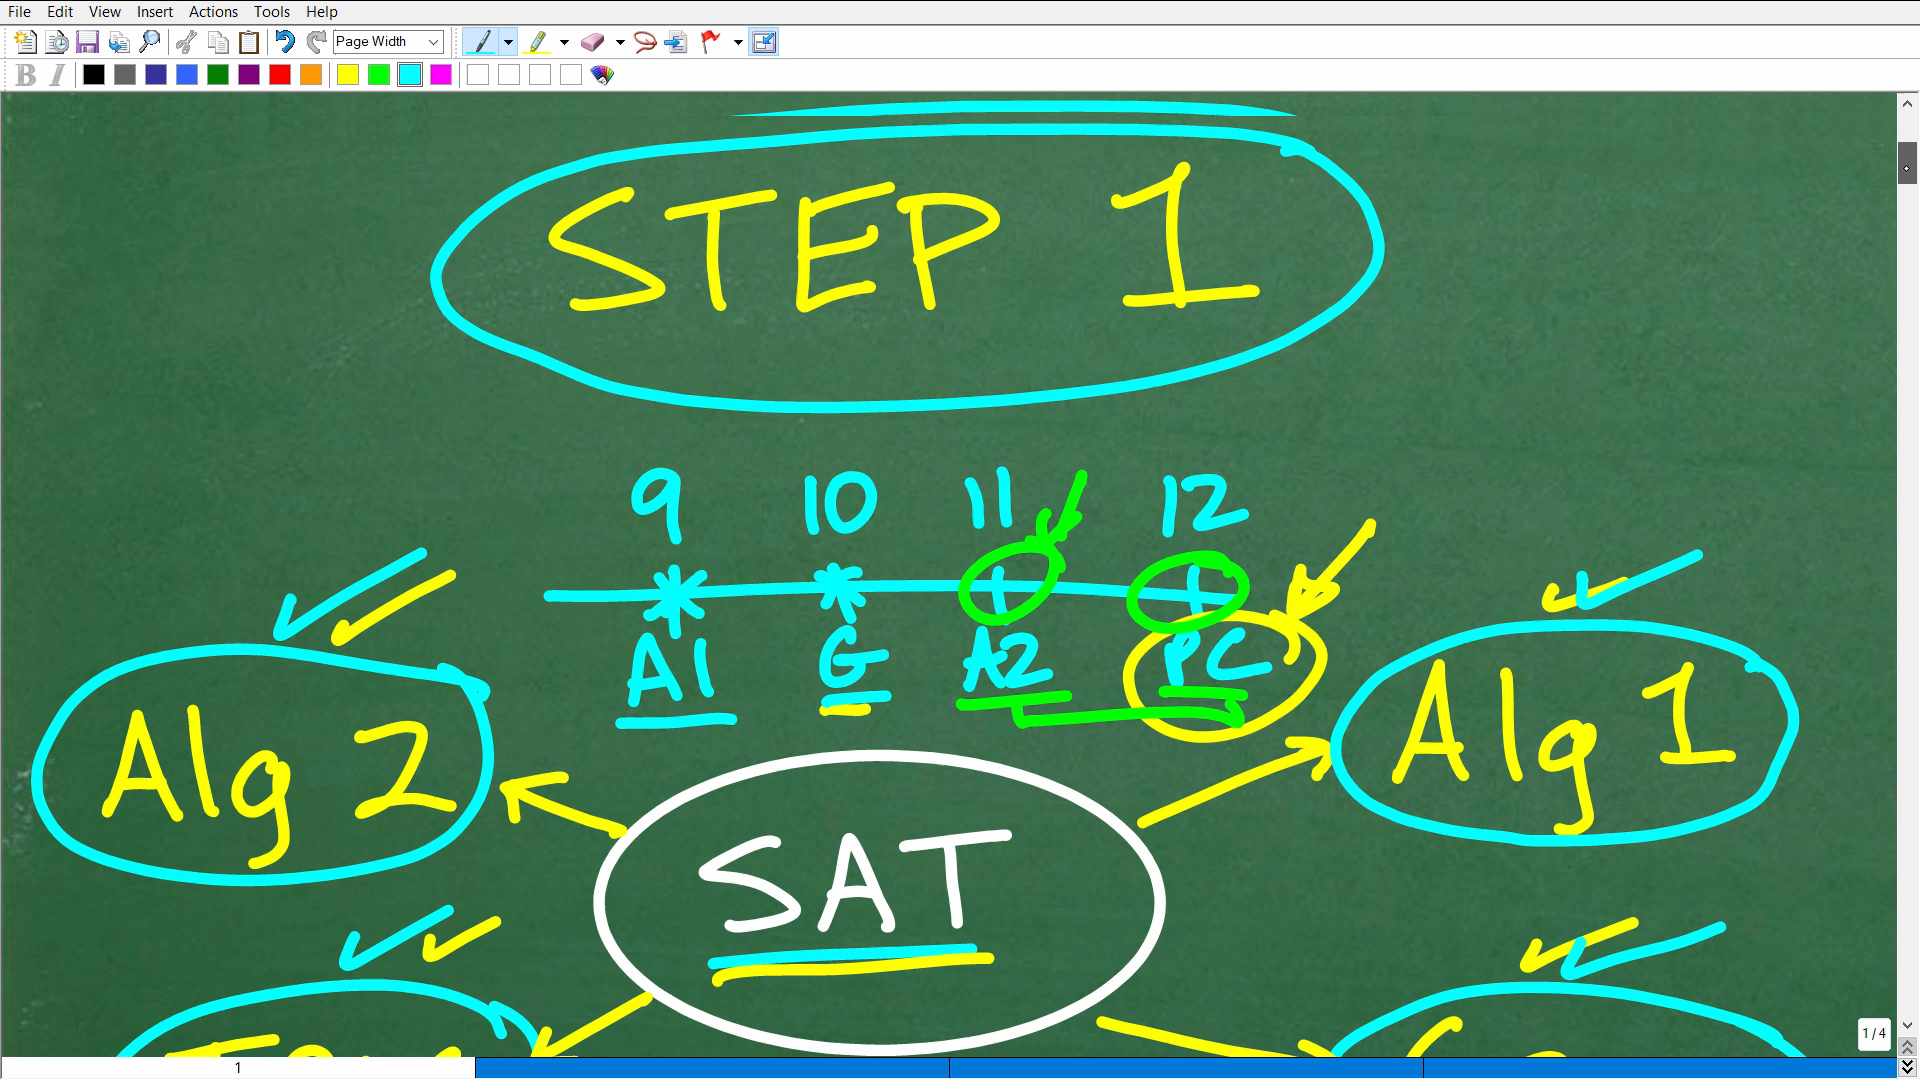 File Edit View Insert Actions Tools Help
Page Width
B I
STEP 1
9 10 11 12
A1 G A2 PC
Alg 2
Alg 1
SAT
1 / 4
1